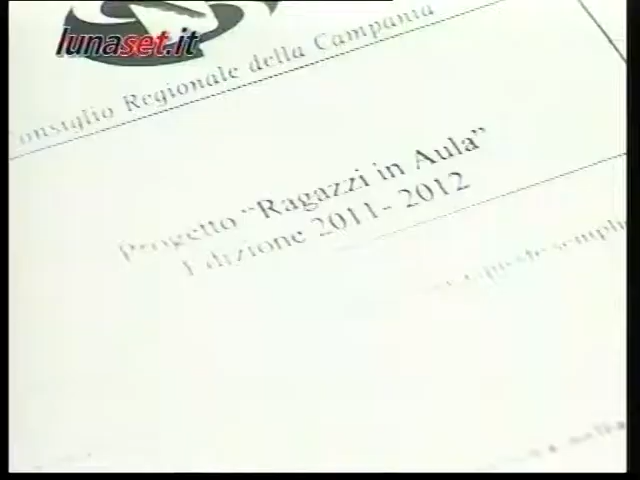 lunaset.it
Consiglio Regionale della Campania
Progetto "Ragazzi in Aula"
Edizione 2011- 2012